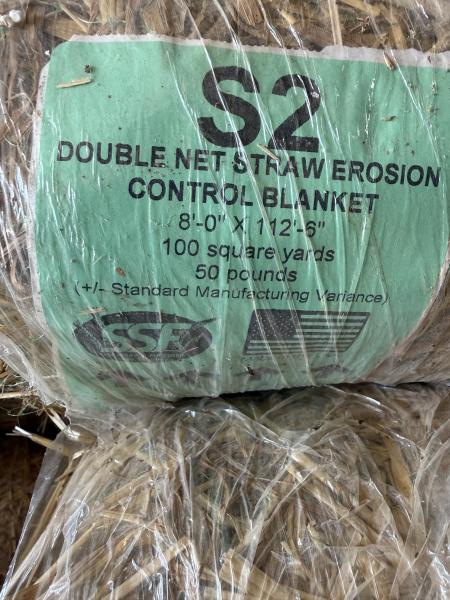 S2
DOUBLE NET STRAW EROSION
CONTROL BLANKET
8'-0" X 112'-6"
100 square yards
50 pounds
(+/- Standard Manufacturing Variance)
SSE